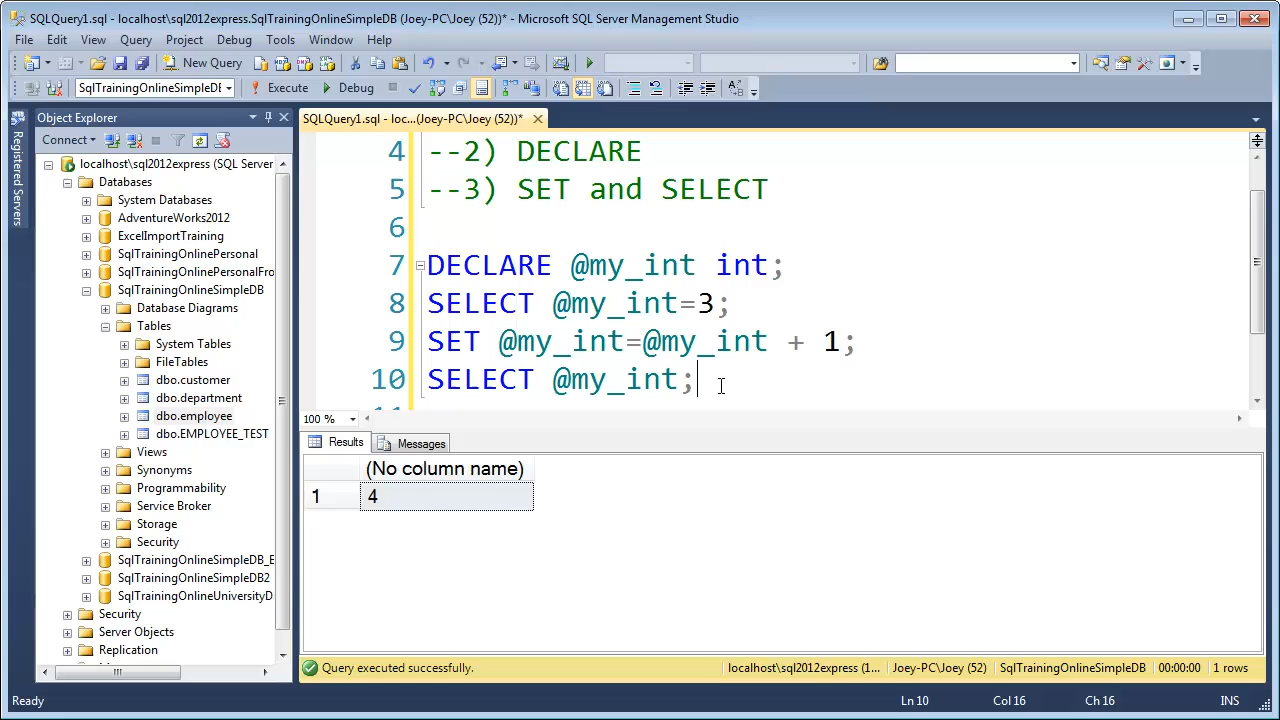 SQLQuery1.sql - localhost\sql2012express.SqlTrainingOnlineSimpleDB (Joey-PC\Joey (52))* - Microsoft SQL Server Management Studio
File Edit View Query Project Debug Tools Window Help
New Query
SqlTrainingOnlineSimpleDE Execute Debug
Registered Servers
Object Explorer
Connect
localhost\sql2012express (SQL Server
Databases
System Databases
AdventureWorks2012
ExcelImportTraining
SqlTrainingOnlinePersonal
SqlTrainingOnlinePersonalFro
SqlTrainingOnlineSimpleDB
Database Diagrams
Tables
System Tables
FileTables
dbo.customer
dbo.department
dbo.employee
dbo.EMPLOYEE_TEST
Views
Synonyms
Programmability
Service Broker
Storage
Security
SqlTrainingOnlineSimpleDB_E
SqlTrainingOnlineSimpleDB2
SqlTrainingOnlineUniversityD
Security
Server Objects
Replication
SQLQuery1.sql - loc...(Joey-PC\Joey (52))*
4 --2) DECLARE
5 --3) SET and SELECT
6
7 DECLARE @my_int int;
8 SELECT @my_int=3;
9 SET @my_int=@my_int + 1;
10 SELECT @my_int;
100 %
Results Messages
(No column name)
1 4
Query executed successfully. localhost\sql2012express (1... Joey-PC\Joey (52) SqlTrainingOnlineSimpleDB 00:00:00 1 rows
Ready Ln 10 Col 16 Ch 16 INS